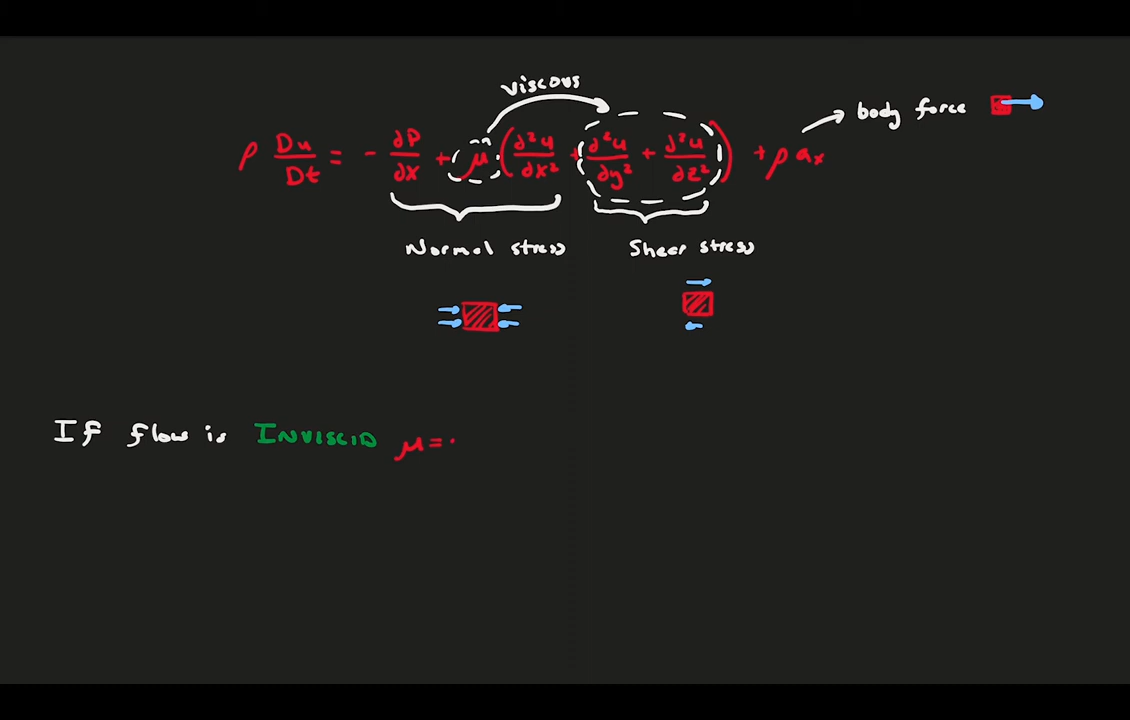 viscous
body force
ρ Du/Dt = - ∂P/∂x + μ ( ∂²u/∂x² + ∂²u/∂y² + ∂²u/∂z² ) + ρ ax
Normal stress
Shear stress
If flow is INVISCID μ =